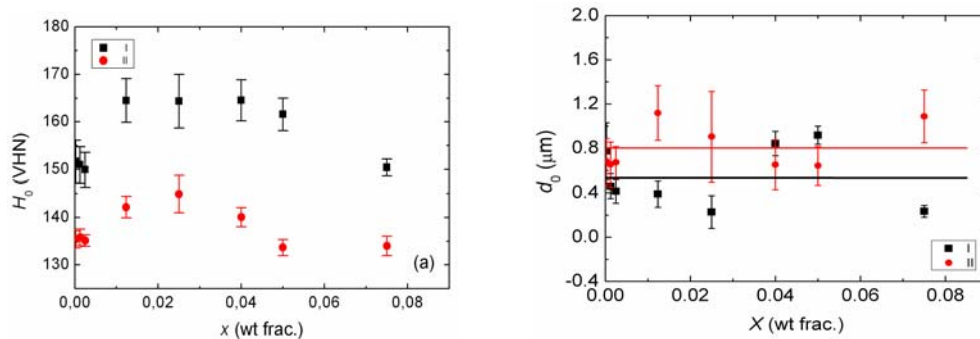 180
170
160
150
140
130
H0 (VHN)
I
II
(a)
0,00 0,02 0,04 0,06 0,08
x (wt frac.)
2.0
1.6
1.2
0.8
0.4
0.0
-0.4
d0 (μm)
I
II
0.00 0.02 0.04 0.06 0.08
X (wt frac.)